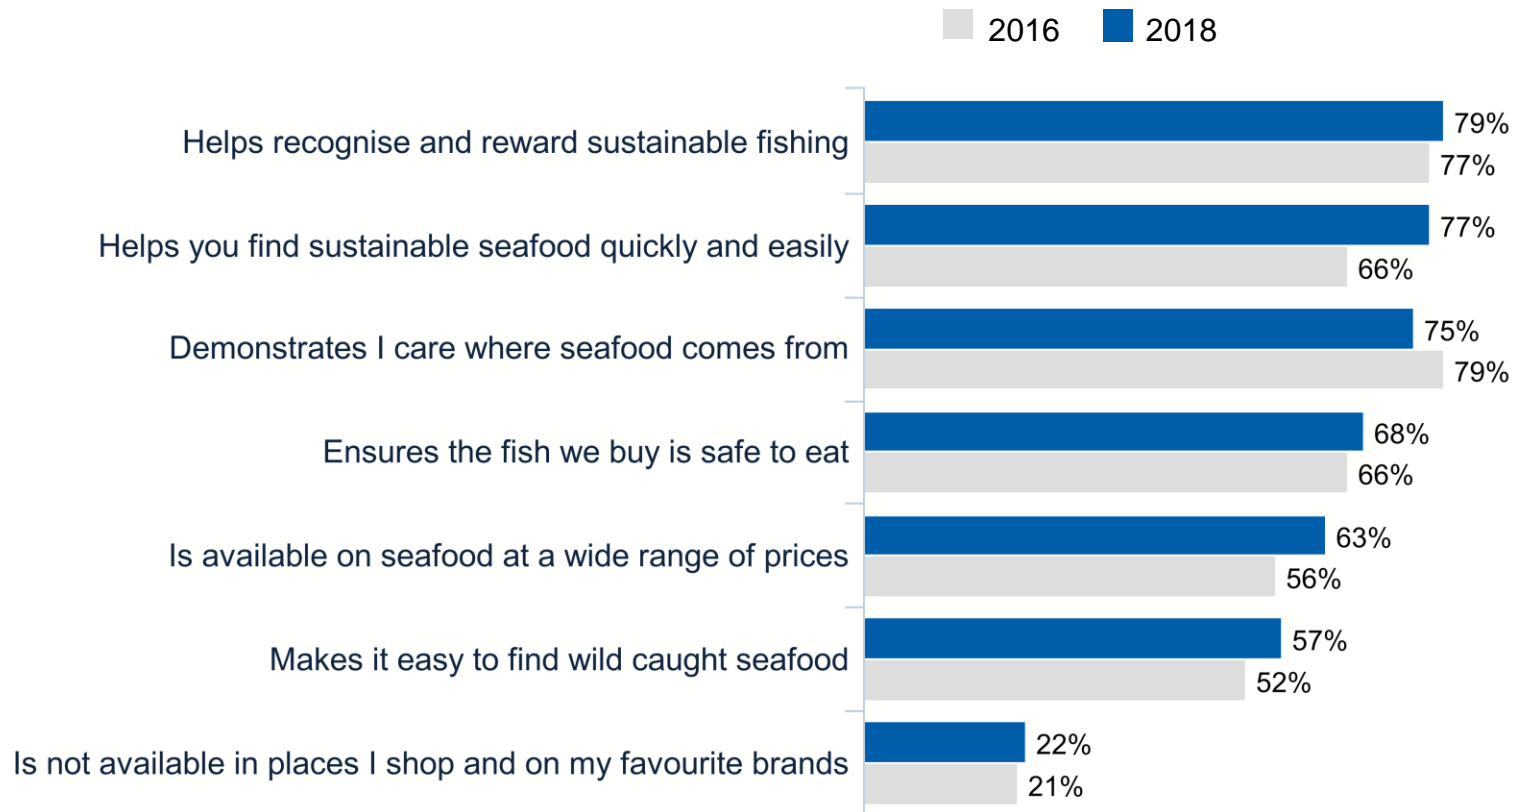 2016 2018
Helps recognise and reward sustainable fishing
79%
77%
Helps you find sustainable seafood quickly and easily
77%
66%
Demonstrates I care where seafood comes from
75%
79%
Ensures the fish we buy is safe to eat
68%
66%
Is available on seafood at a wide range of prices
63%
56%
Makes it easy to find wild caught seafood
57%
52%
Is not available in places I shop and on my favourite brands
22%
21%